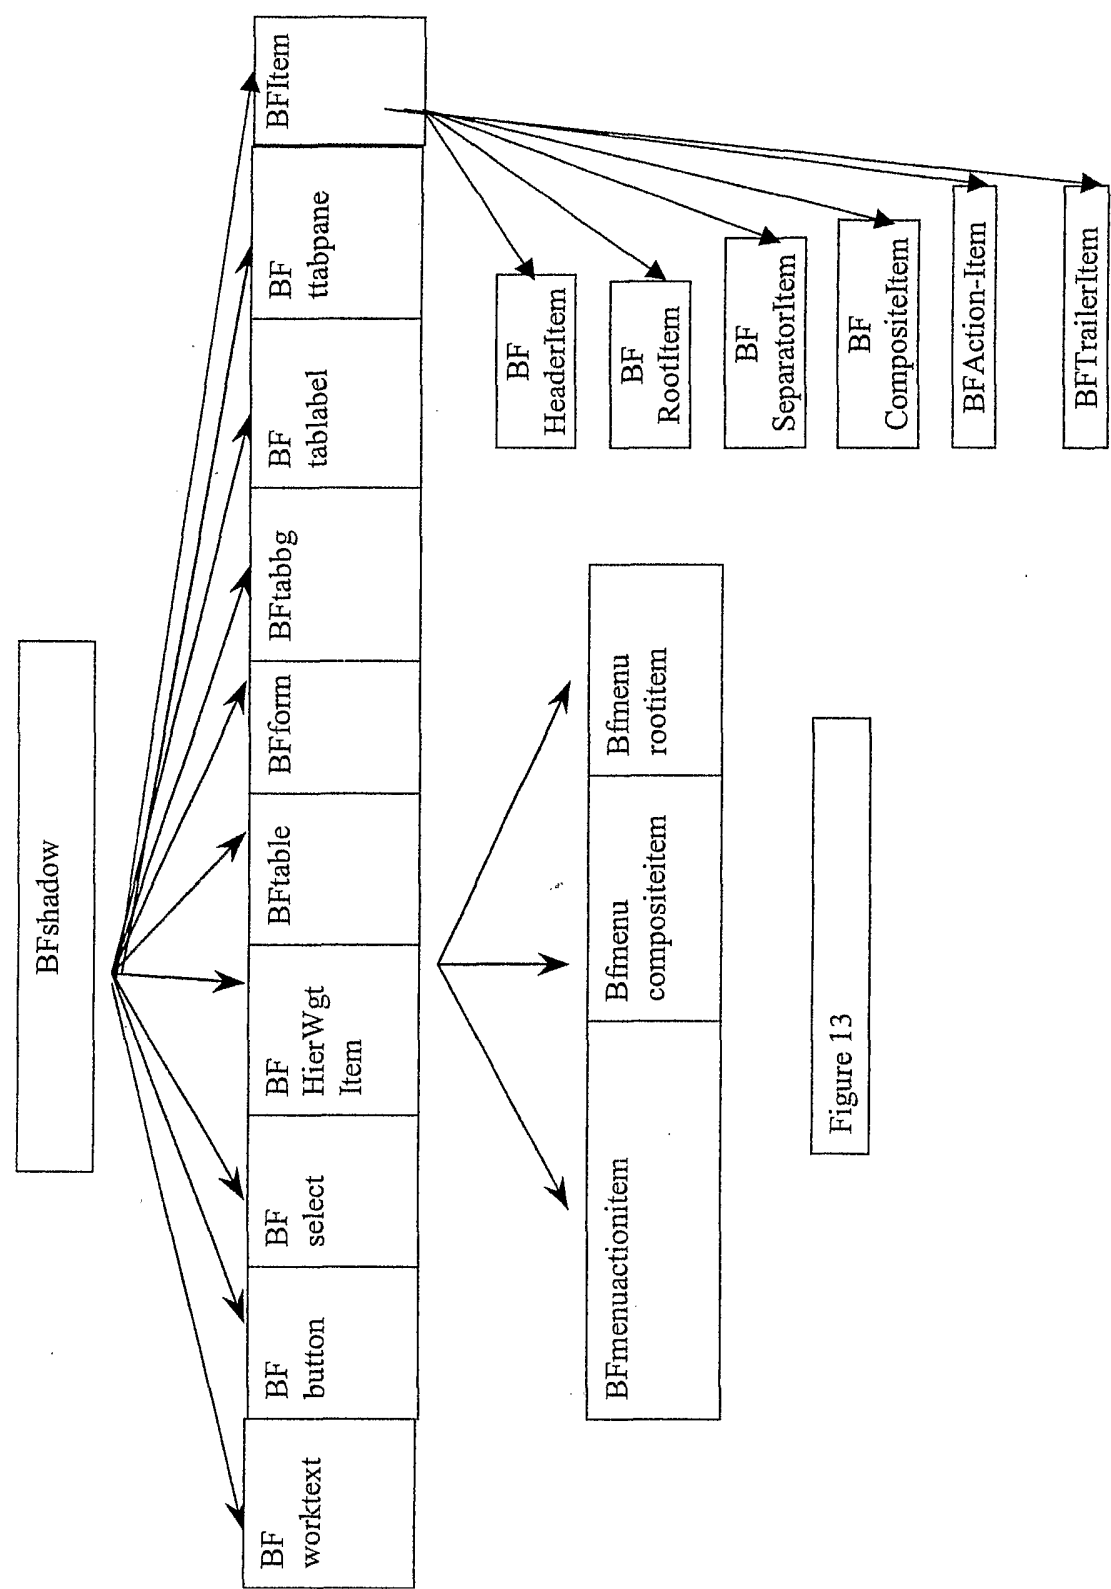 BFshadow
BF
worktext
BF
button
BF
select
BF
HierWgt
Item
BFtable
BFform
BFtabbg
BF
tablabel
BF
ttabpane
BFItem
BF
HeaderItem
BF
RootItem
BF
SeparatorItem
BF
CompositeItem
BFAction-Item
BFTrailerItem
BFmenuactionitem
Bfmenu
compositeitem
Bfmenu
rootitem
Figure 13